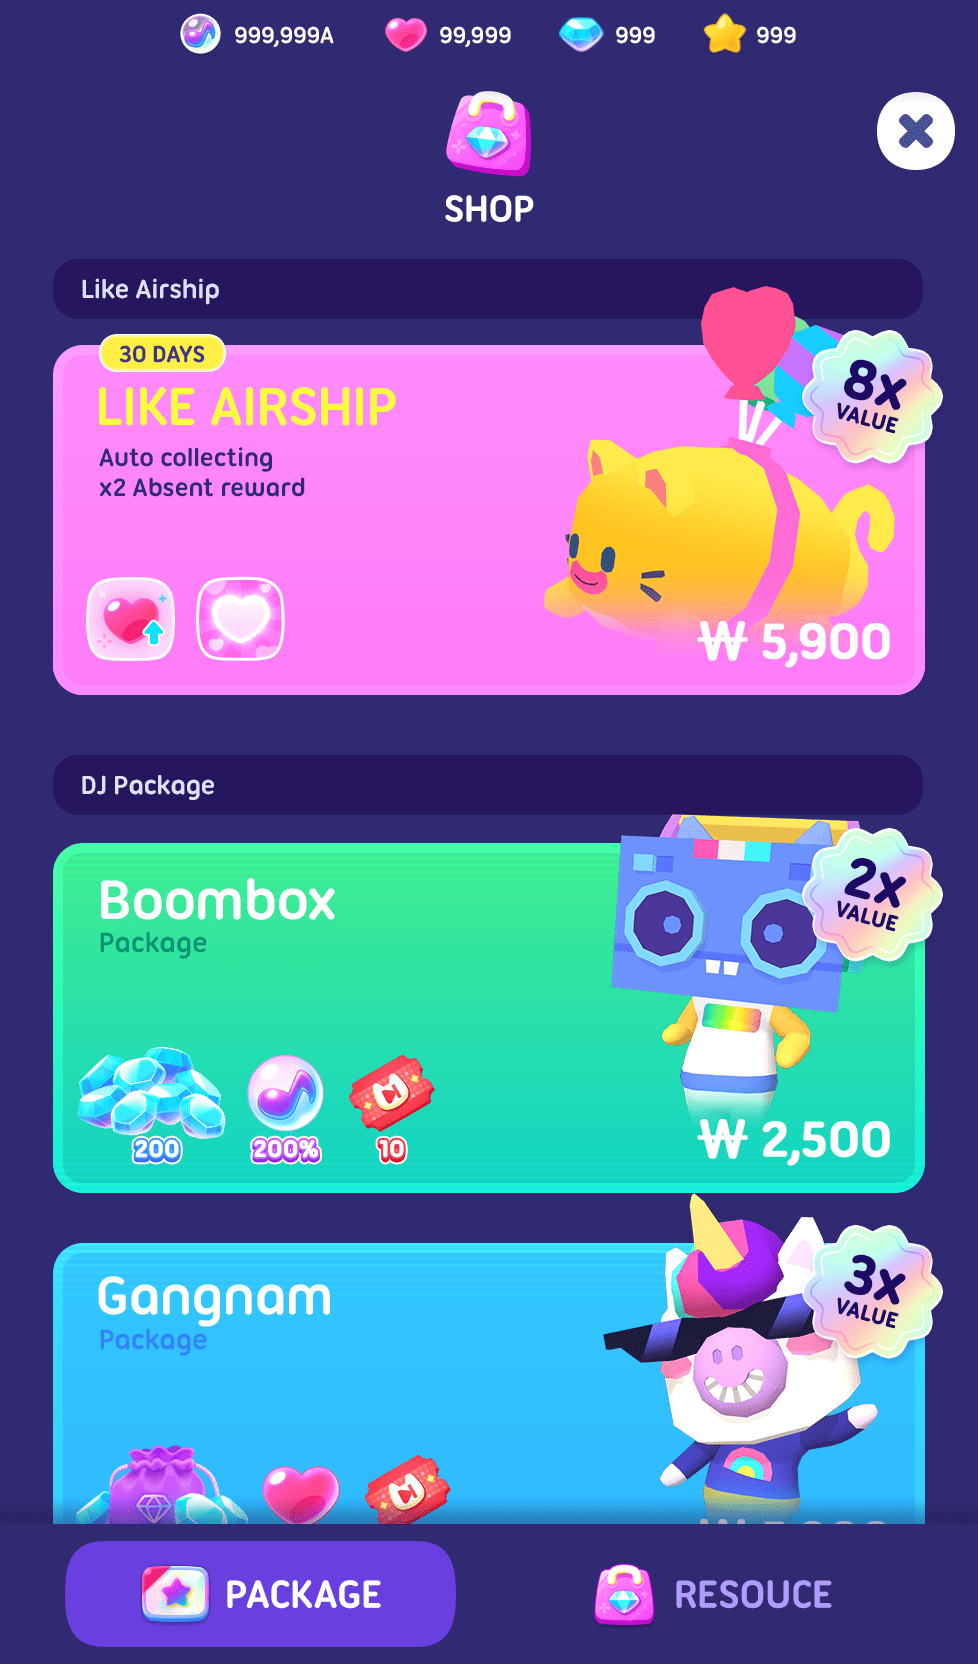 999,999A
99,999
999
999
SHOP
Like Airship
30 DAYS
LIKE AIRSHIP
Auto collecting
x2 Absent reward
8x
VALUE
₩ 5,900
DJ Package
Boombox
Package
2x
VALUE
200
200%
10
₩ 2,500
Gangnam
Package
3x
VALUE
PACKAGE
RESOUCE